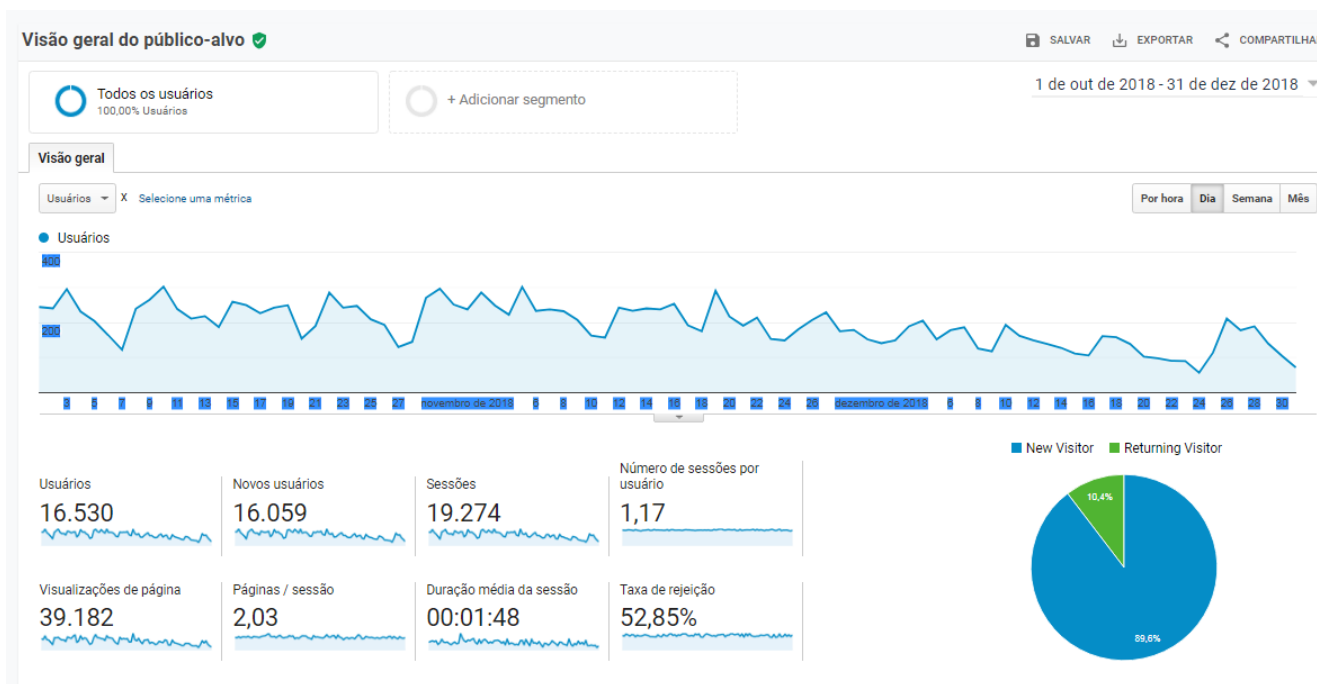 Visão geral do público-alvo
SALVAR
EXPORTAR
COMPARTILHA
Todos os usuários
100,00% Usuários
+ Adicionar segmento
1 de out de 2018 - 31 de dez de 2018
Visão geral
Usuários
X
Selecione uma métrica
Por hora
Dia
Semana
Mês
Usuários
400
200
3 5 7 9 11 13 15 17 19 21 23 25 27 novembro de 2018 6 8 10 12 14 16 18 20 22 24 26 dezembro de 2018 6 8 10 12 14 16 18 20 22 24 26 28 30
New Visitor
Returning Visitor
Usuários
16.530
Novos usuários
16.059
Sessões
19.274
Número de sessões por
usuário
1,17
10,4%
89,6%
Visualizações de página
39.182
Páginas / sessão
2,03
Duração média da sessão
00:01:48
Taxa de rejeição
52,85%